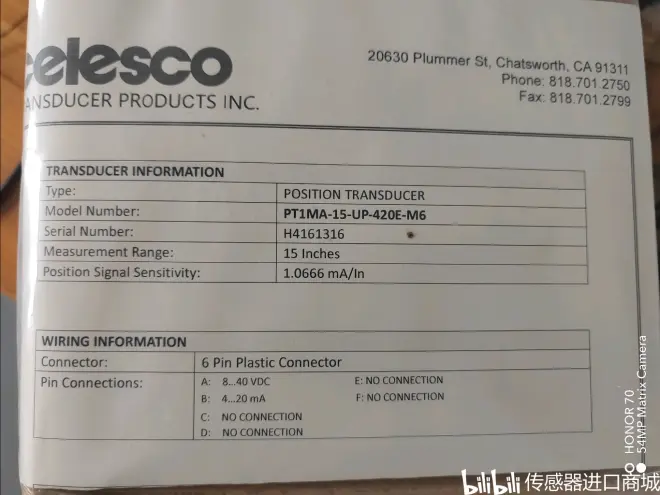 celesco
TRANSDUCER PRODUCTS INC.
20630 Plummer St, Chatsworth, CA 91311
Phone: 818.701.2750
Fax: 818.701.2799
TRANSDUCER INFORMATION
Type: POSITION TRANSDUCER
Model Number: PT1MA-15-UP-420E-M6
Serial Number: H4161316
Measurement Range: 15 Inches
Position Signal Sensitivity: 1.0666 mA/In
WIRING INFORMATION
Connector: 6 Pin Plastic Connector
Pin Connections: A: 8...40 VDC E: NO CONNECTION
B: 4...20 mA F: NO CONNECTION
C: NO CONNECTION
D: NO CONNECTION
HONOR 70
54MP Matrix Camera
bilibili 传感器进口商城